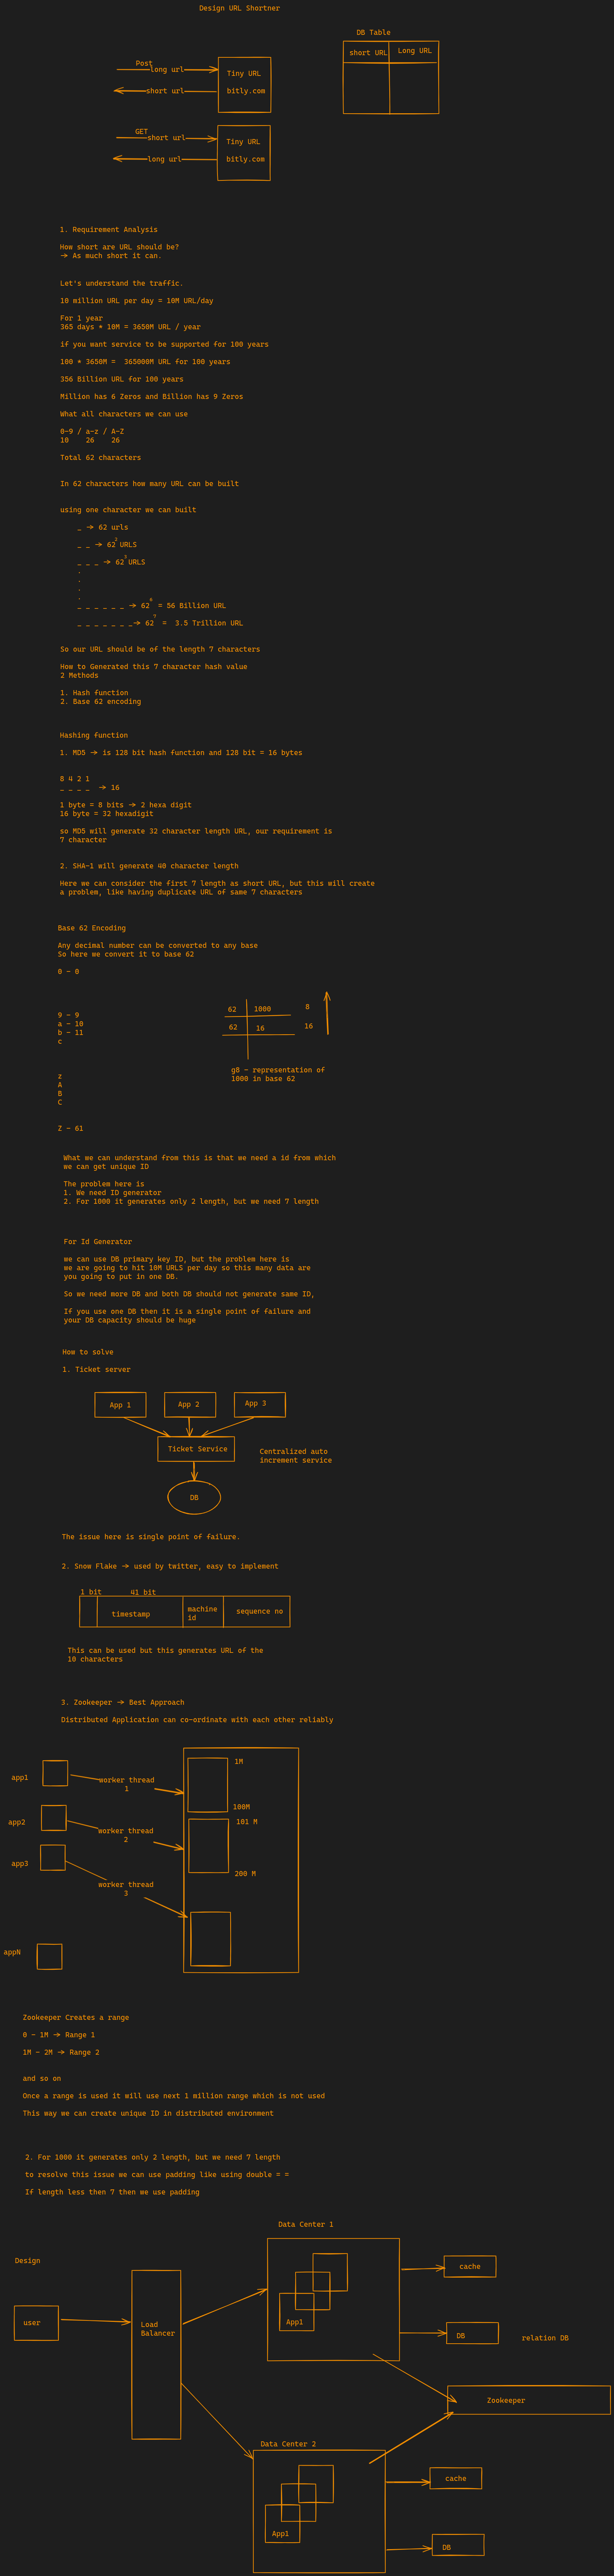 Design URL Shortner
DB Table
short URL
Long URL
Post
long url
Tiny URL
short url
bitly.com
GET
short url
Tiny URL
long url
bitly.com
1. Requirement Analysis
How short are URL should be?
-> As much short it can.
Let's understand the traffic.
10 million URL per day = 10M URL/day
For 1 year
365 days * 10M = 3650M URL / year
if you want service to be supported for 100 years
100 * 3650M =  365000M URL for 100 years
356 Billion URL for 100 years
Million has 6 Zeros and Billion has 9 Zeros
What all characters we can use
0-9 / a-z / A-Z
10    26    26
Total 62 characters
In 62 characters how many URL can be built
using one character we can built
_ -> 62 urls
_ _ -> 62² URLS
_ _ _ -> 62³ URLS
.
.
.
.
_ _ _ _ _ _ -> 62⁶ = 56 Billion URL
_ _ _ _ _ _ _-> 62⁷ =  3.5 Trillion URL
So our URL should be of the length 7 characters
How to Generated this 7 character hash value
2 Methods
1. Hash function
2. Base 62 encoding
Hashing function
1. MD5 -> is 128 bit hash function and 128 bit = 16 bytes
8 4 2 1
_ _ _ _  -> 16
1 byte = 8 bits -> 2 hexa digit
16 byte = 32 hexadigit
so MD5 will generate 32 character length URL, our requirement is
7 character
2. SHA-1 will generate 40 character length
Here we can consider the first 7 length as short URL, but this will create
a problem, like having duplicate URL of same 7 characters
Base 62 Encoding
Any decimal number can be converted to any base
So here we convert it to base 62
0 - 0
9 - 9
a - 10
b - 11
c
z
A
B
C
Z - 61
62
1000
8
62
16
16
g8 - representation of
1000 in base 62
What we can understand from this is that we need a id from which
we can get unique ID
The problem here is
1. We need ID generator
2. For 1000 it generates only 2 length, but we need 7 length
For Id Generator
we can use DB primary key ID, but the problem here is
we are going to hit 10M URLS per day so this many data are
you going to put in one DB.
So we need more DB and both DB should not generate same ID,
If you use one DB then it is a single point of failure and
your DB capacity should be huge
How to solve
1. Ticket server
App 1
App 2
App 3
Ticket Service
Centralized auto
increment service
DB
The issue here is single point of failure.
2. Snow Flake -> used by twitter, easy to implement
1 bit
41 bit
timestamp
machine
id
sequence no
This can be used but this generates URL of the
10 characters
3. Zookeeper -> Best Approach
Distributed Application can co-ordinate with each other reliably
1M
app1
worker thread
1
100M
101 M
app2
worker thread
2
app3
200 M
worker thread
3
appN
Zookeeper Creates a range
0 - 1M -> Range 1
1M - 2M -> Range 2
and so on
Once a range is used it will use next 1 million range which is not used
This way we can create unique ID in distributed environment
2. For 1000 it generates only 2 length, but we need 7 length
to resolve this issue we can use padding like using double = =
If length less then 7 then we use padding
Data Center 1
Design
cache
user
Load
Balancer
App1
DB
relation DB
Zookeeper
Data Center 2
cache
App1
DB